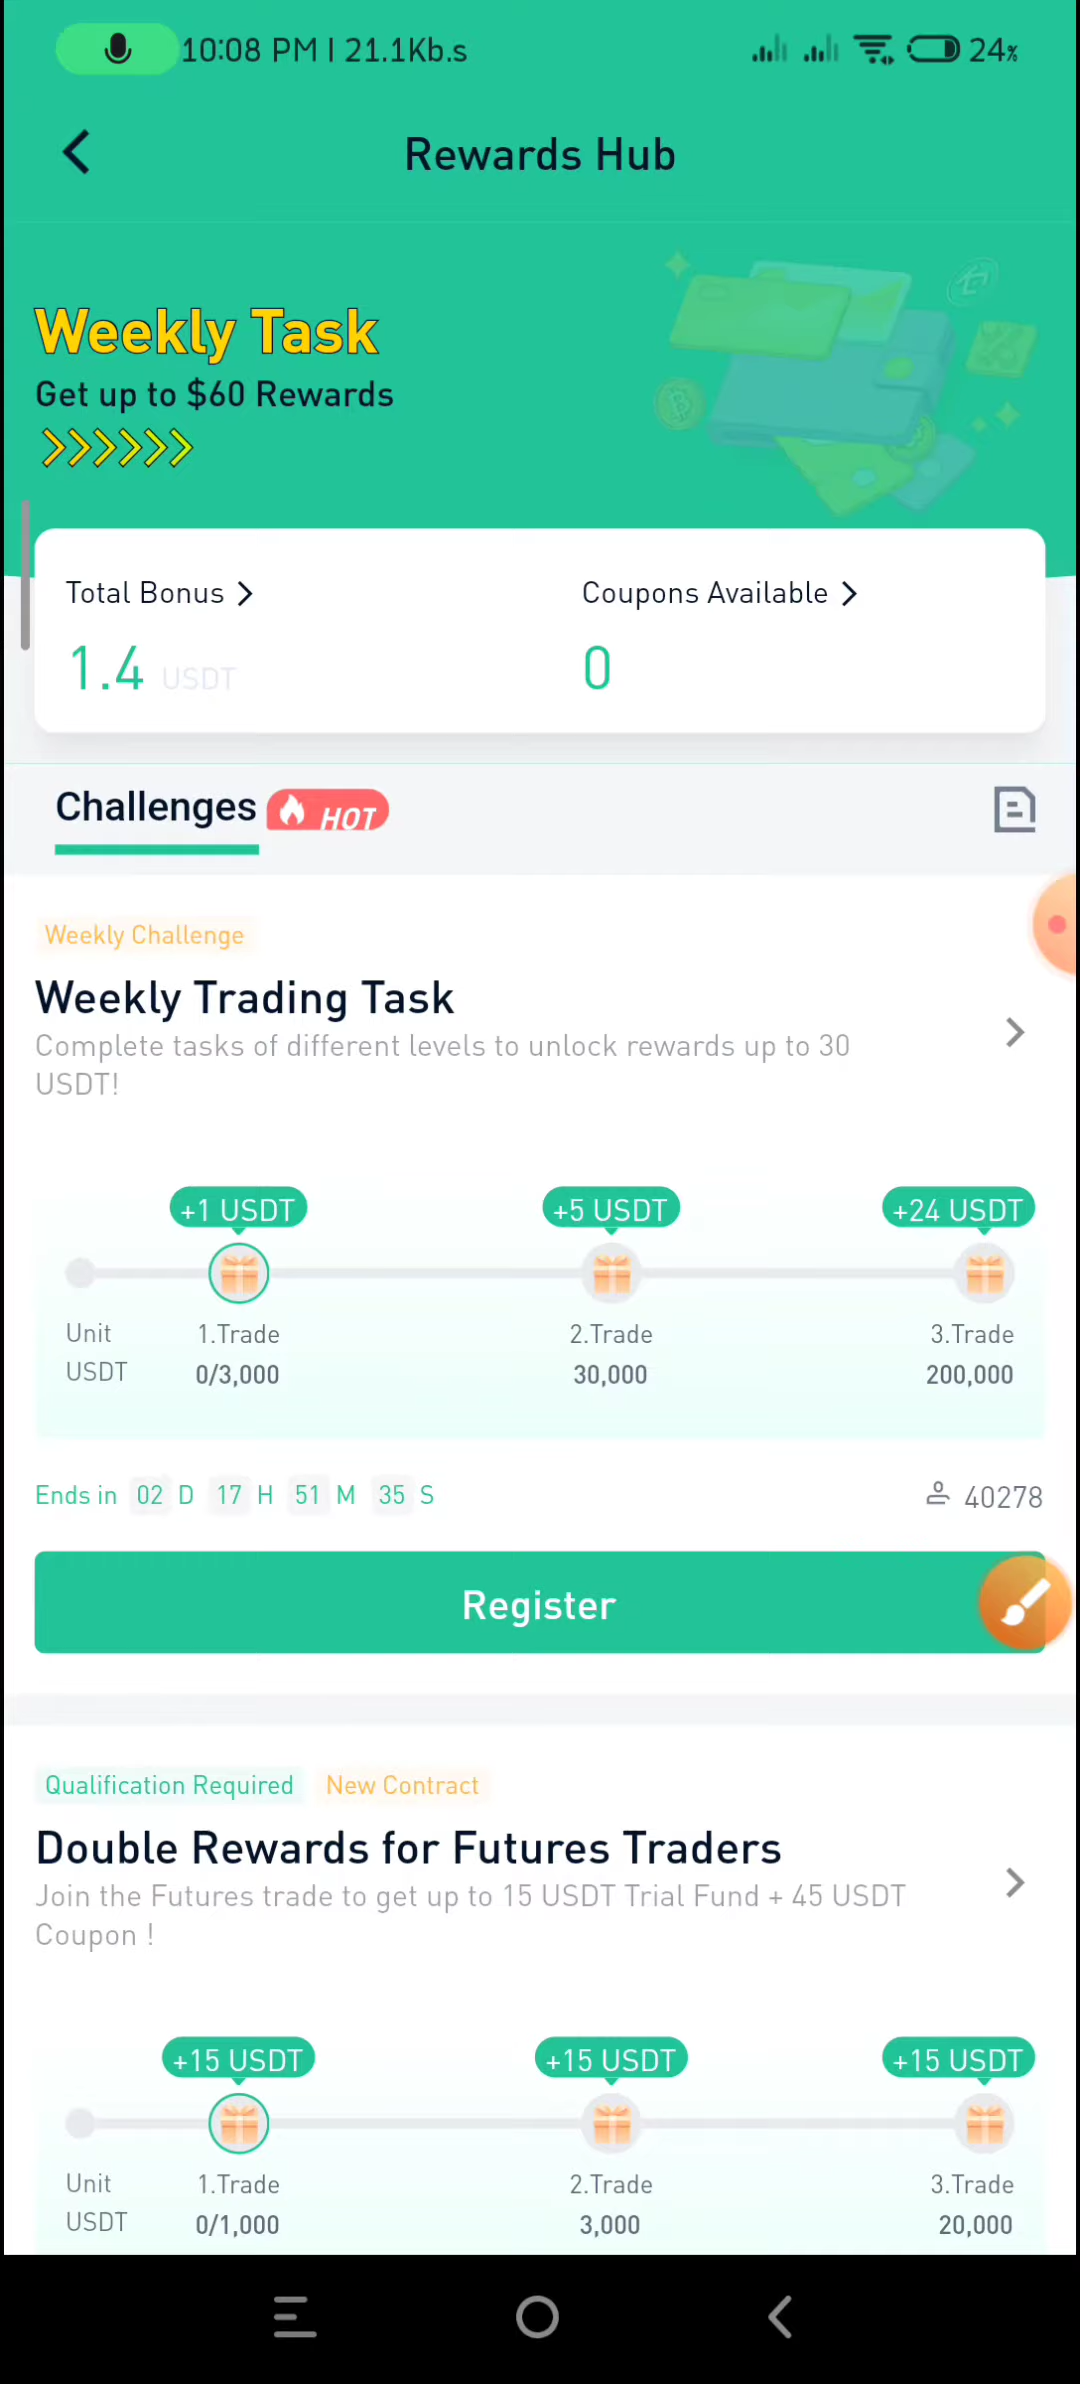 10:08 PM | 21.1Kb.s
24%
Rewards Hub
Weekly Task
Get up to $60 Rewards
Total Bonus
Coupons Available
1.4 USDT
0
Challenges HOT
Weekly Challenge
Weekly Trading Task
Complete tasks of different levels to unlock rewards up to 30
USDT!
+1 USDT +5 USDT +24 USDT
Unit 1.Trade 2.Trade 3.Trade
USDT 0/3,000 30,000 200,000
Ends in 02 D 17 H 51 M 35 S 40278
Register
Qualification Required New Contract
Double Rewards for Futures Traders
Join the Futures trade to get up to 15 USDT Trial Fund + 45 USDT
Coupon !
+15 USDT +15 USDT +15 USDT
Unit 1.Trade 2.Trade 3.Trade
USDT 0/1,000 3,000 20,000